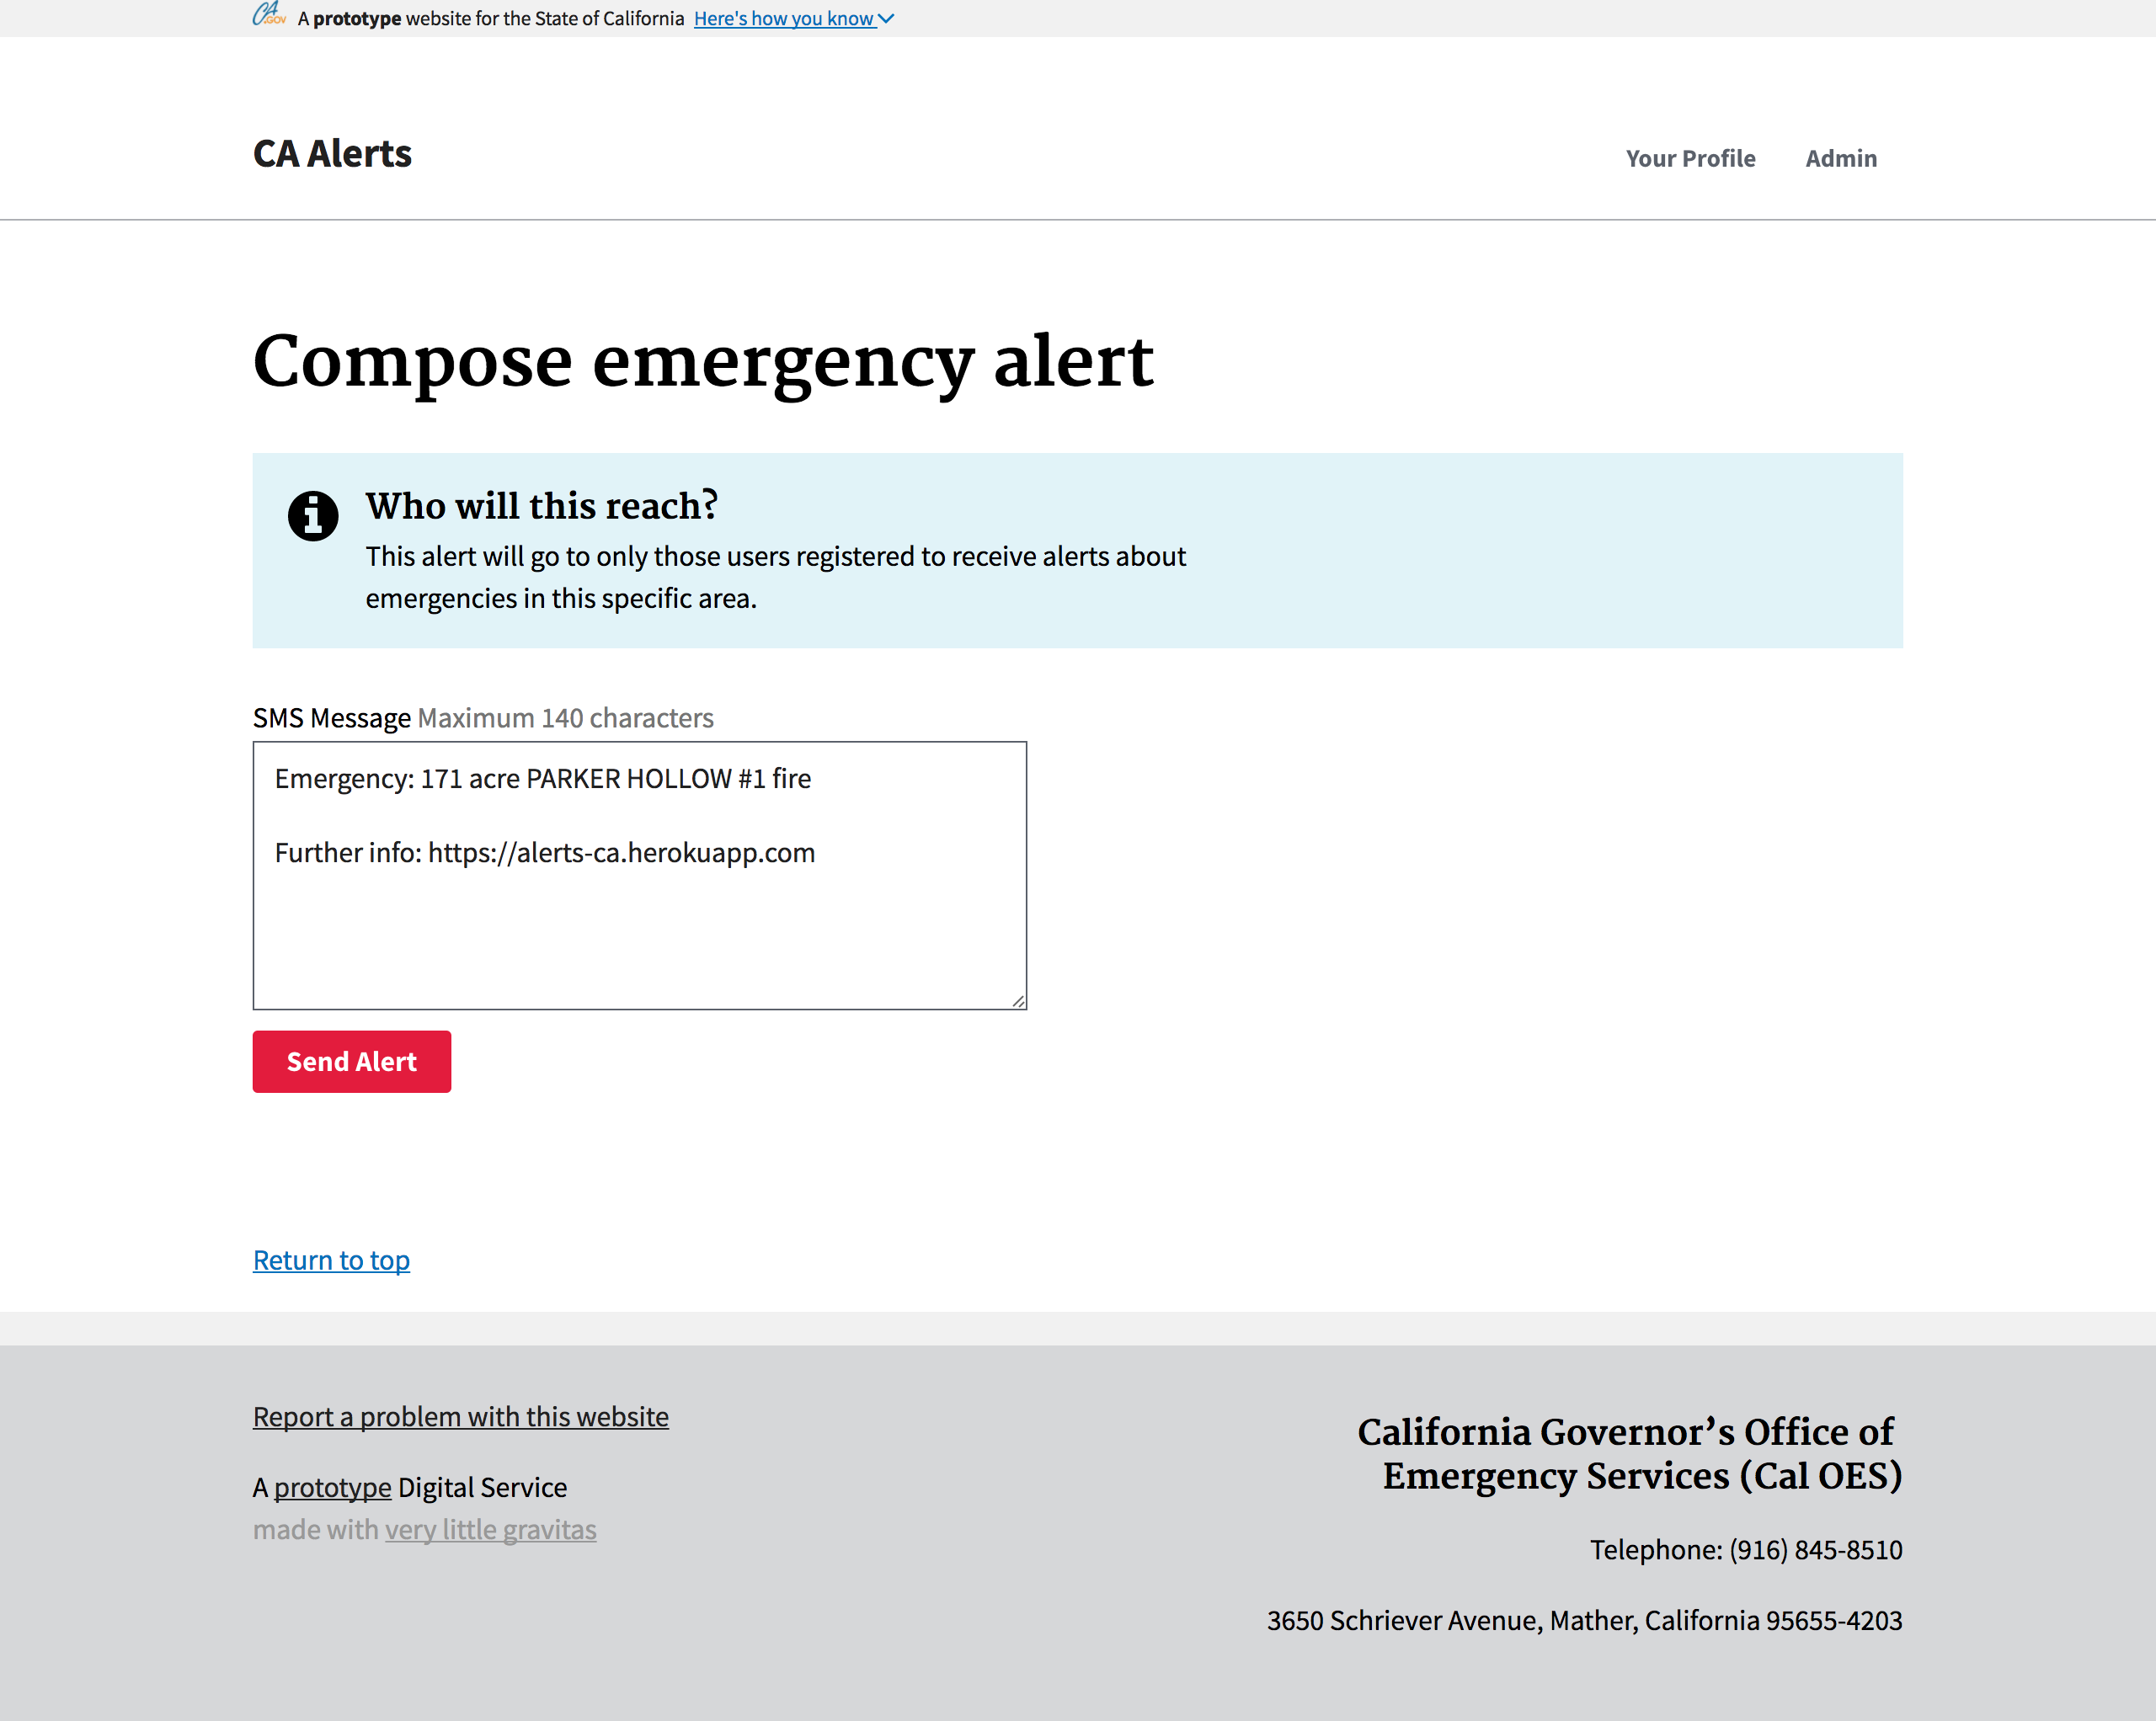 CA.GOV A prototype website for the State of California Here's how you know
CA Alerts
Your Profile Admin
Compose emergency alert
Who will this reach?
This alert will go to only those users registered to receive alerts about
emergencies in this specific area.
SMS Message Maximum 140 characters
Emergency: 171 acre PARKER HOLLOW #1 fire
Further info: https://alerts-ca.herokuapp.com
Send Alert
Return to top
Report a problem with this website
A prototype Digital Service
made with very little gravitas
California Governor’s Office of
Emergency Services (Cal OES)
Telephone: (916) 845-8510
3650 Schriever Avenue, Mather, California 95655-4203